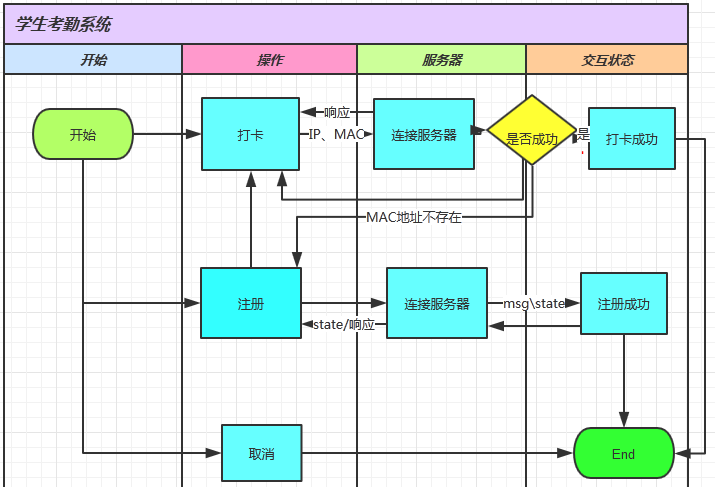 学生考勤系统
开始
操作
服务器
交互状态
响应
开始
打卡
IP、MAC
连接服务器
是否成功
是
打卡成功
MAC地址不存在
注册
连接服务器
msg\state
注册成功
state/响应
取消
End